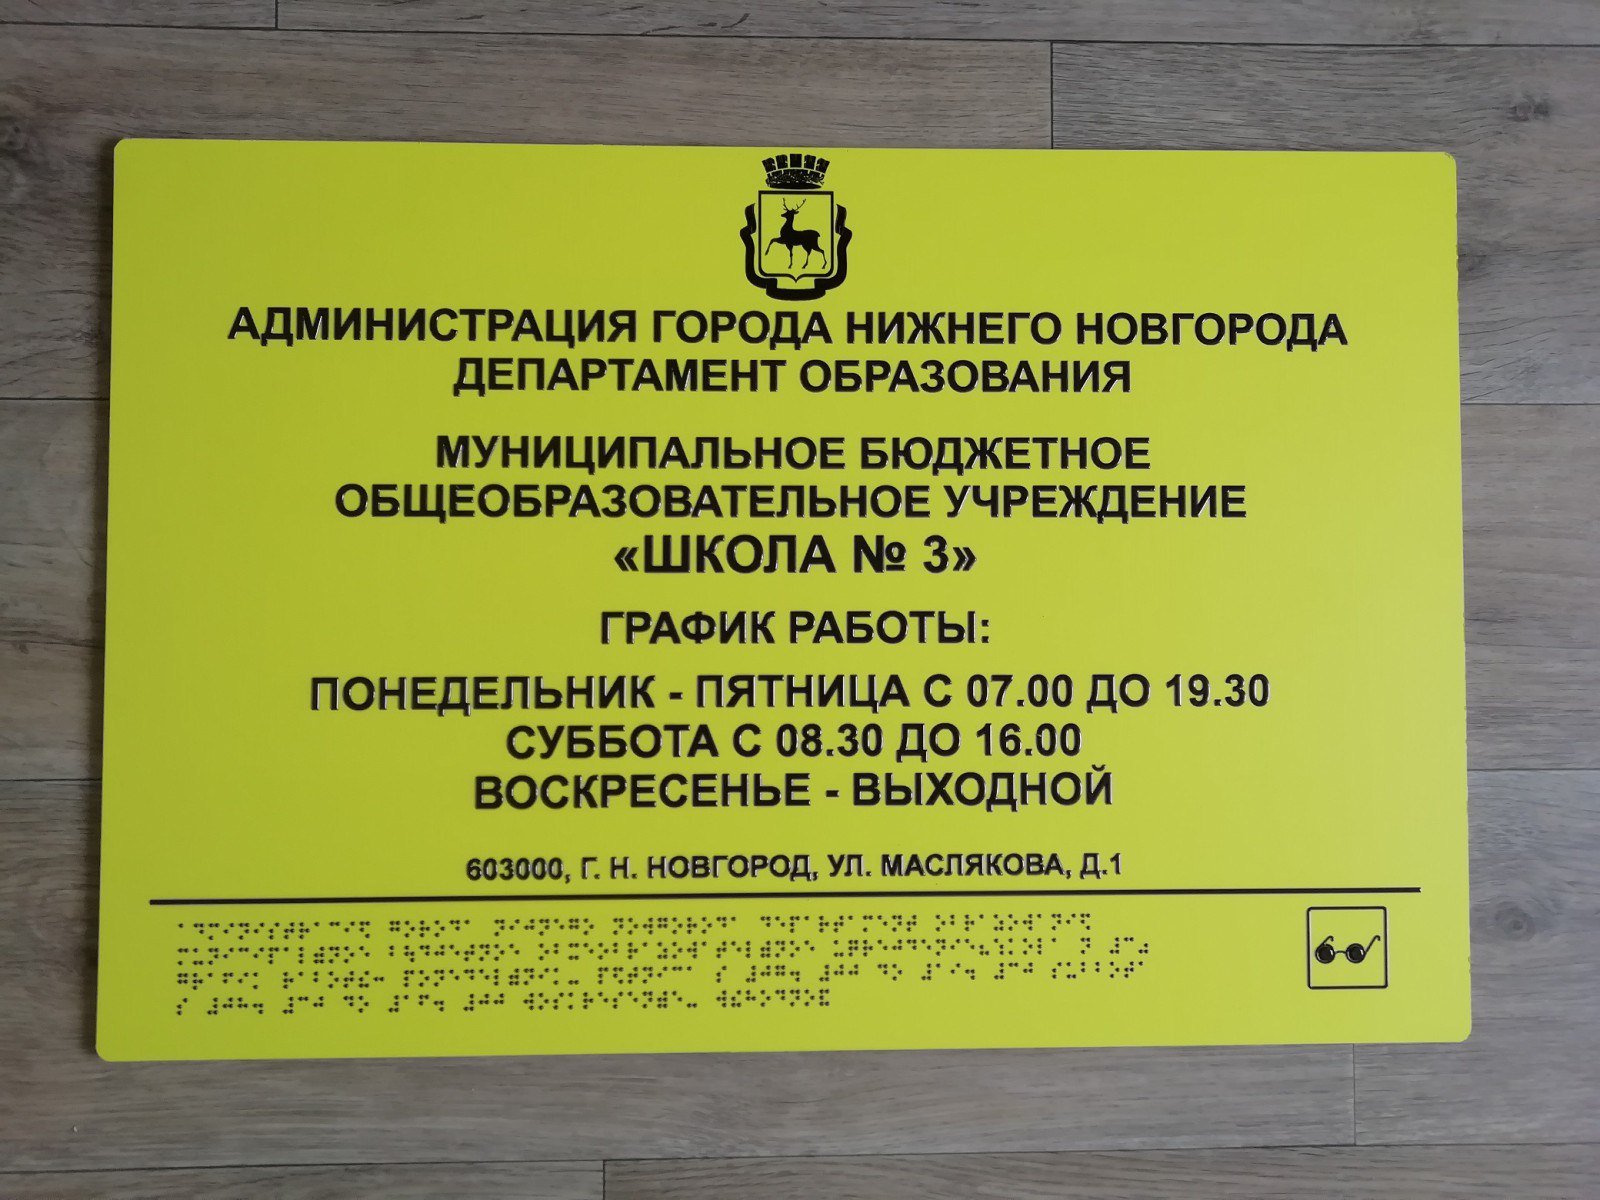 АДМИНИСТРАЦИЯ ГОРОДА НИЖНЕГО НОВГОРОДА
ДЕПАРТАМЕНТ ОБРАЗОВАНИЯ
МУНИЦИПАЛЬНОЕ БЮДЖЕТНОЕ
ОБЩЕОБРАЗОВАТЕЛЬНОЕ УЧРЕЖДЕНИЕ
«ШКОЛА № 3»
ГРАФИК РАБОТЫ:
ПОНЕДЕЛЬНИК - ПЯТНИЦА С 07.00 ДО 19.30
СУББОТА С 08.30 ДО 16.00
ВОСКРЕСЕНЬЕ - ВЫХОДНОЙ
603000, Г. Н. НОВГОРОД, УЛ. МАСЛЯКОВА, Д.1